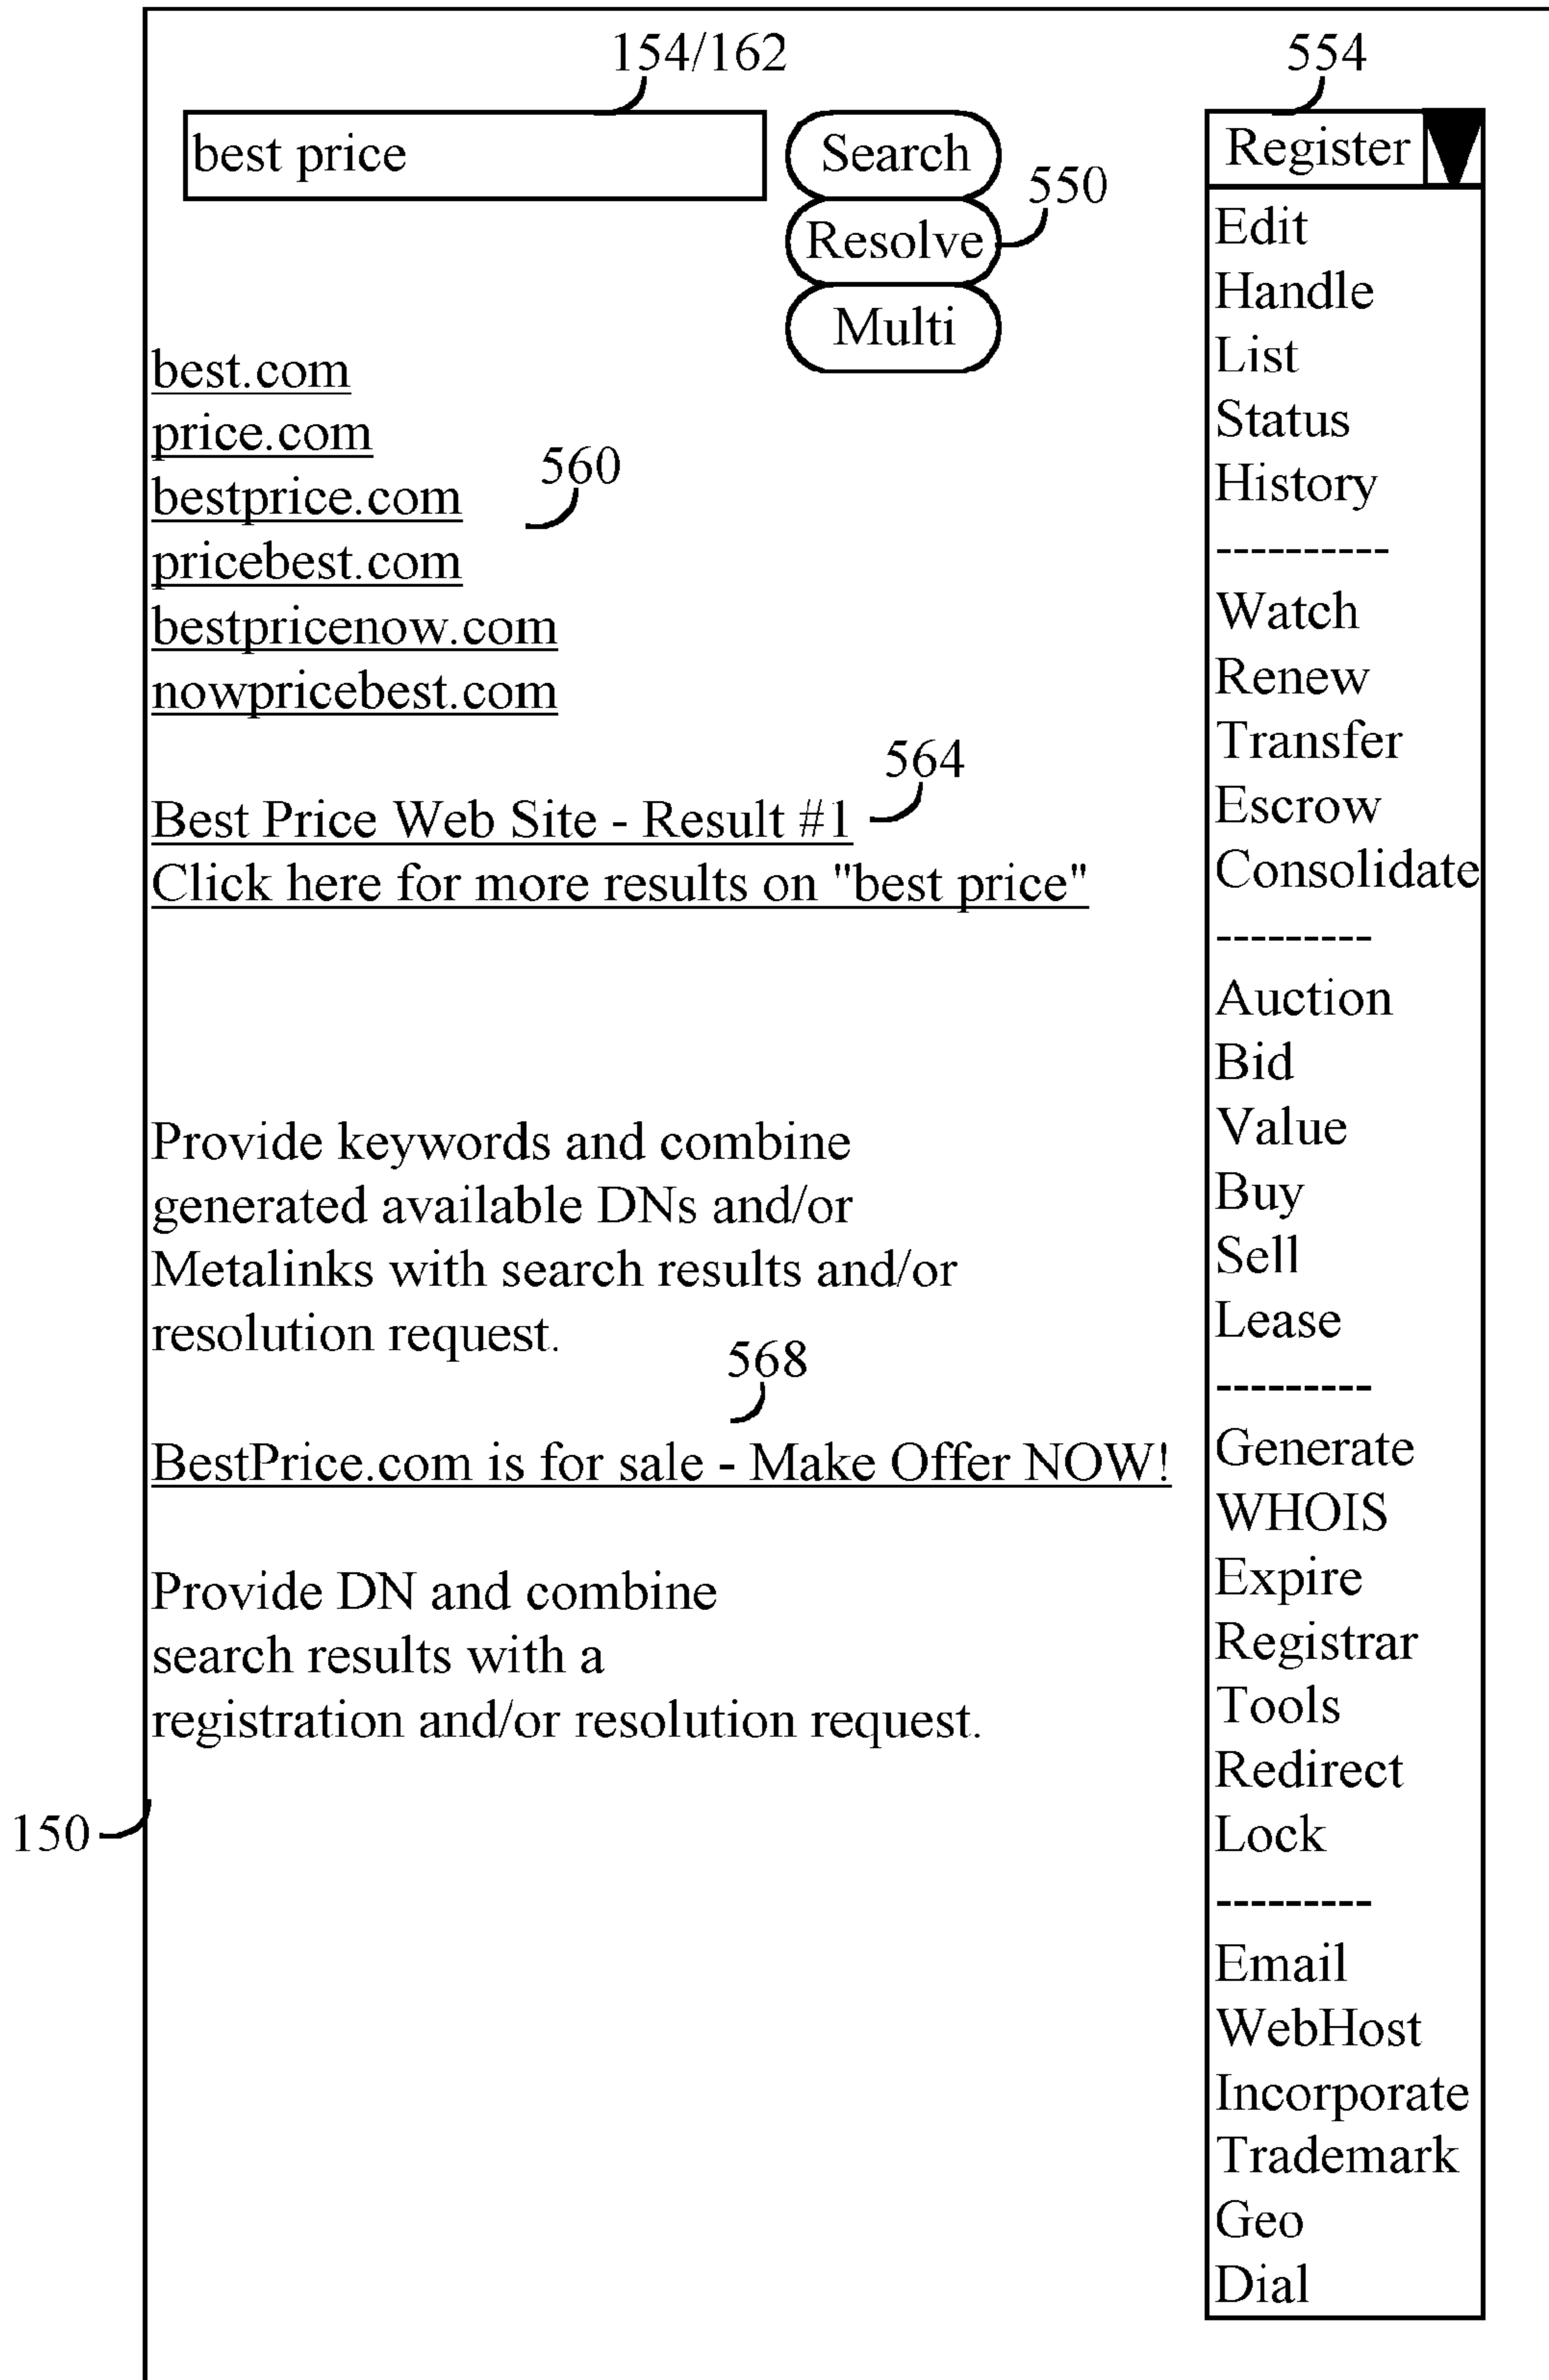 154/162
554
best price
Search
Register
550
Resolve
Multi
best.com
price.com
560
bestprice.com
pricebest.com
bestpricenow.com
nowpricebest.com
564
Best Price Web Site - Result #1
Click here for more results on "best price"
Provide keywords and combine
generated available DNs and/or
Metalinks with search results and/or
resolution request.
568
BestPrice.com is for sale - Make Offer NOW!
Provide DN and combine
search results with a
registration and/or resolution request.
150
Edit
Handle
List
Status
History
----------
Watch
Renew
Transfer
Escrow
Consolidate
---------
Auction
Bid
Value
Buy
Sell
Lease
---------
Generate
WHOIS
Expire
Registrar
Tools
Redirect
Lock
---------
Email
WebHost
Incorporate
Trademark
Geo
Dial